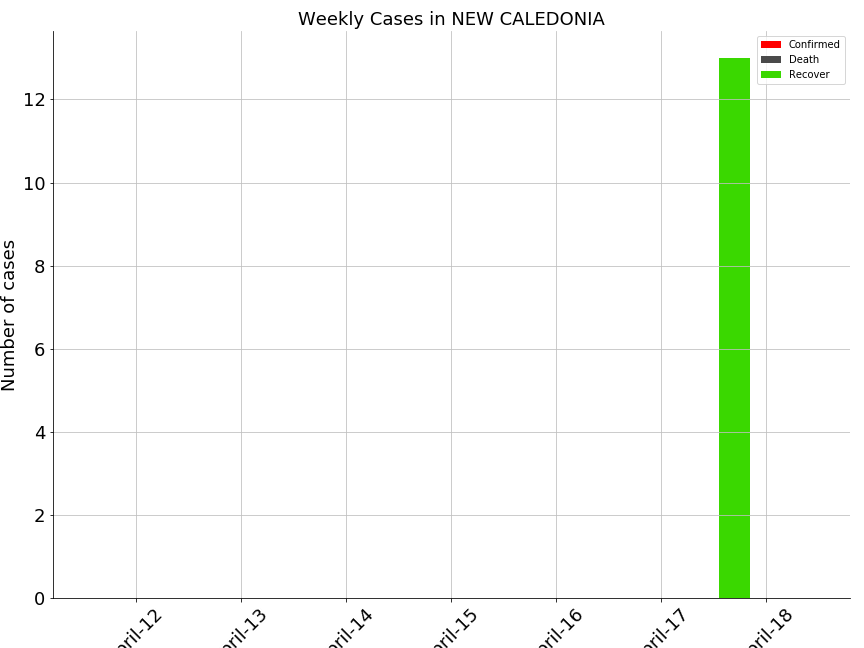 Weekly Cases in NEW CALEDONIA
Confirmed
Death
Recover
Number of cases
12
10
8
6
4
2
0
pril-12
pril-13
pril-14
pril-15
pril-16
pril-17
pril-18